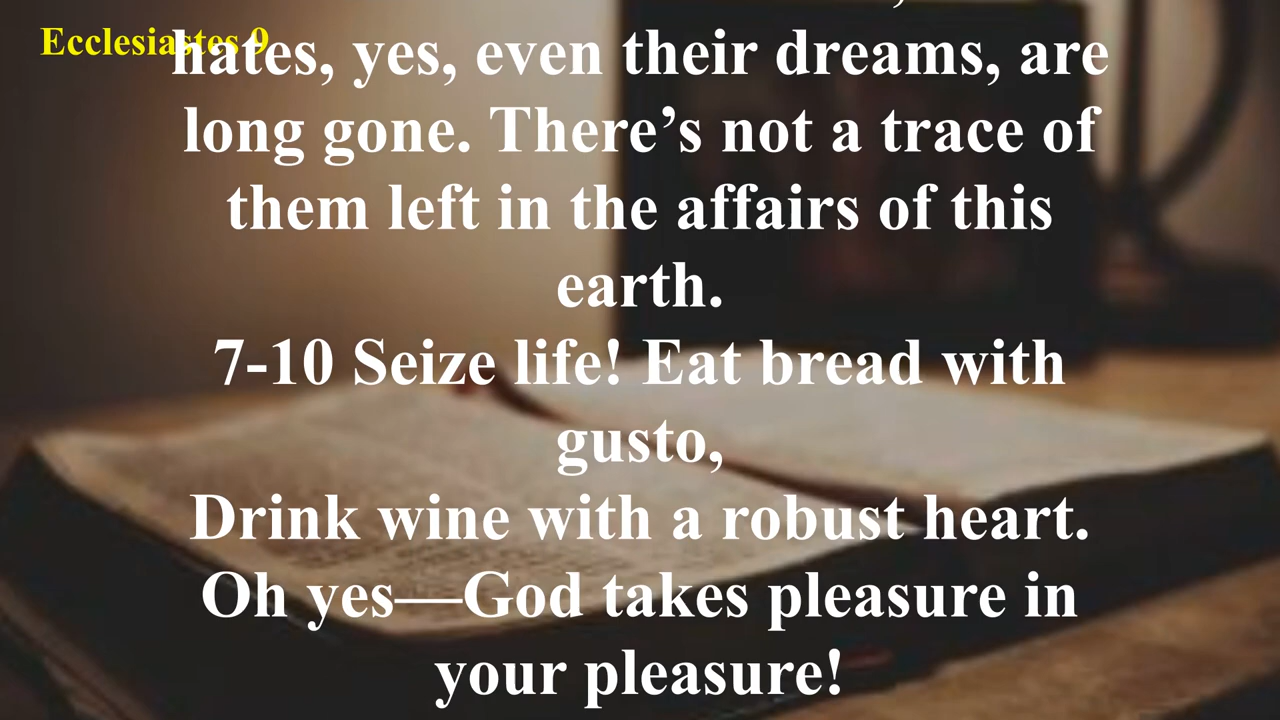 Ecclesiastes 9
hates, yes, even their dreams, are
long gone. There’s not a trace of
them left in the affairs of this
earth.
7-10 Seize life! Eat bread with
gusto,
Drink wine with a robust heart.
Oh yes—God takes pleasure in
your pleasure!